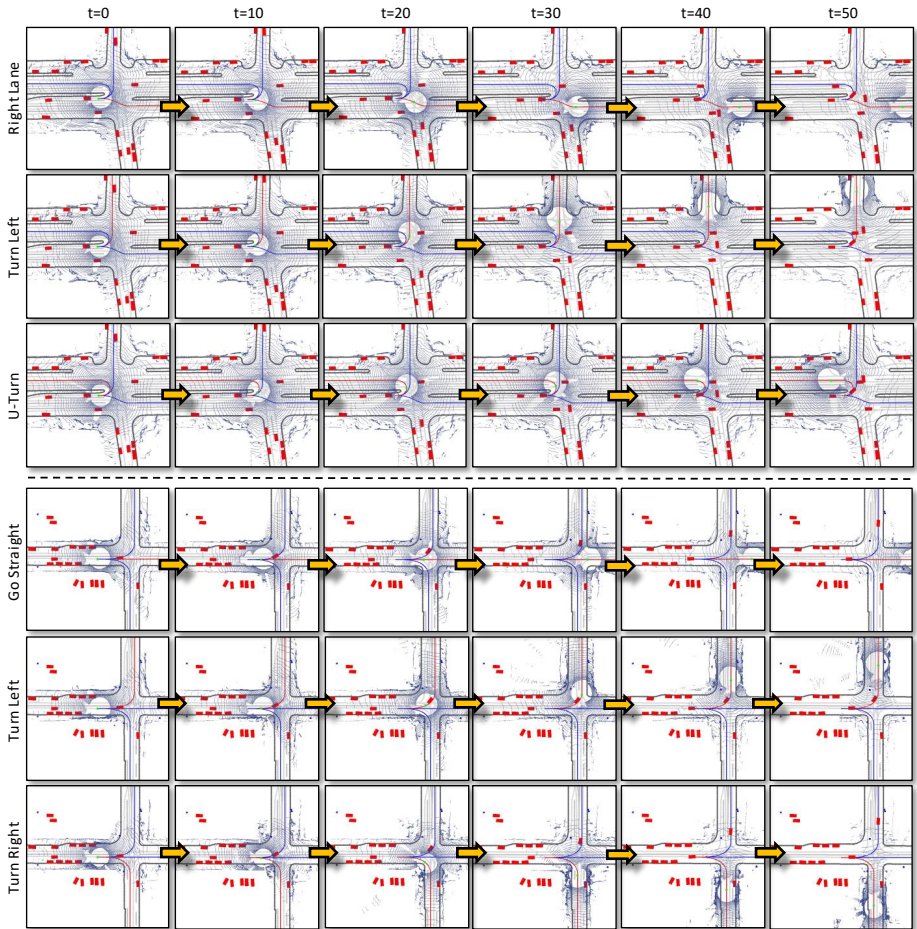 t=0 t=10 t=20 t=30 t=40 t=50
Right Lane
Turn Left
U-Turn
Go Straight
Turn Left
Turn Right